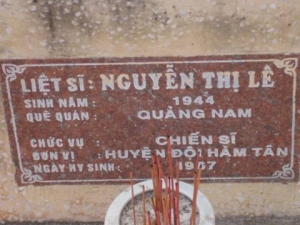 LIỆT SĨ: NGUYỄN THỊ LÊ
SINH NĂM: 1944
QUÊ QUÁN: QUẢNG NAM
CHỨC VỤ: CHIẾN SĨ
ĐƠN VỊ: HUYỆN ĐỘI HÀM TÂN
NGÀY HY SINH: 1967